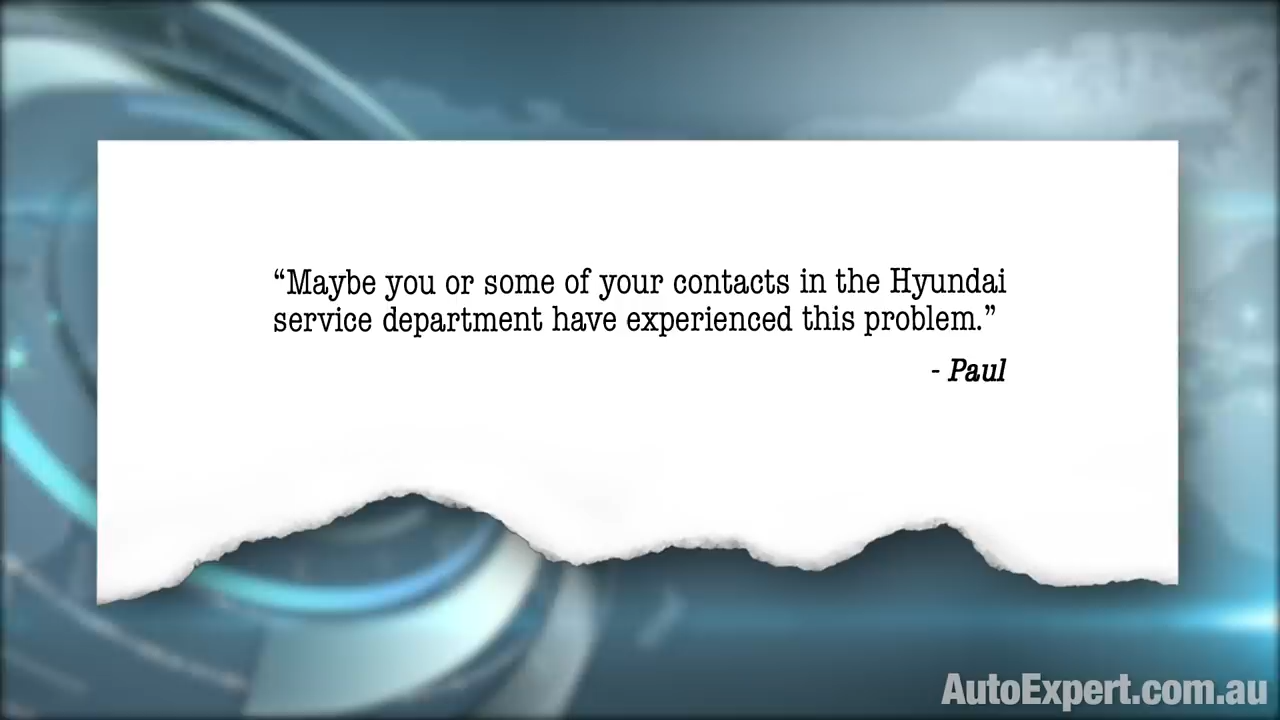 “Maybe you or some of your contacts in the Hyundai
service department have experienced this problem.”
- Paul
AutoExpert.com.au